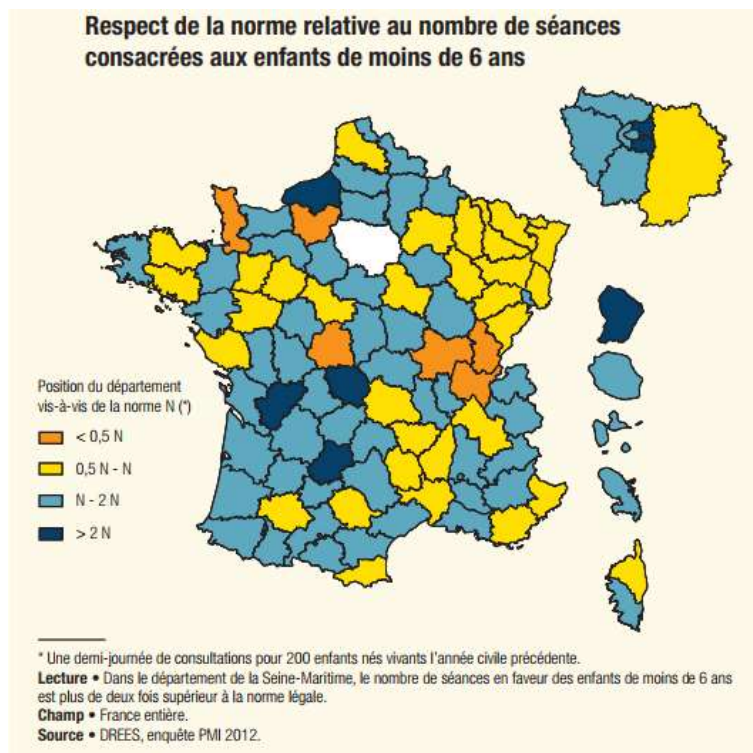 Respect de la norme relative au nombre de séances
consacrées aux enfants de moins de 6 ans
Position du département
vis-à-vis de la norme N (*)
< 0,5 N
0,5 N - N
N - 2 N
> 2 N
* Une demi-journée de consultations pour 200 enfants nés vivants l'année civile précédente.
Lecture • Dans le département de la Seine-Maritime, le nombre de séances en faveur des enfants de moins de 6 ans
est plus de deux fois supérieur à la norme légale.
Champ • France entière.
Source • DREES, enquête PMI 2012.